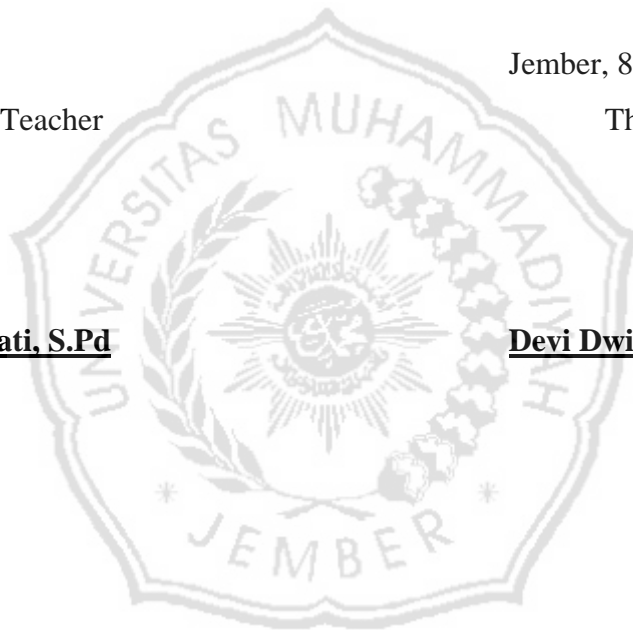 Jember, 8
Teacher Th
UNIVERSITAS MUHAMMADIYAH
ati, S.Pd Devi Dwi
JEMBER